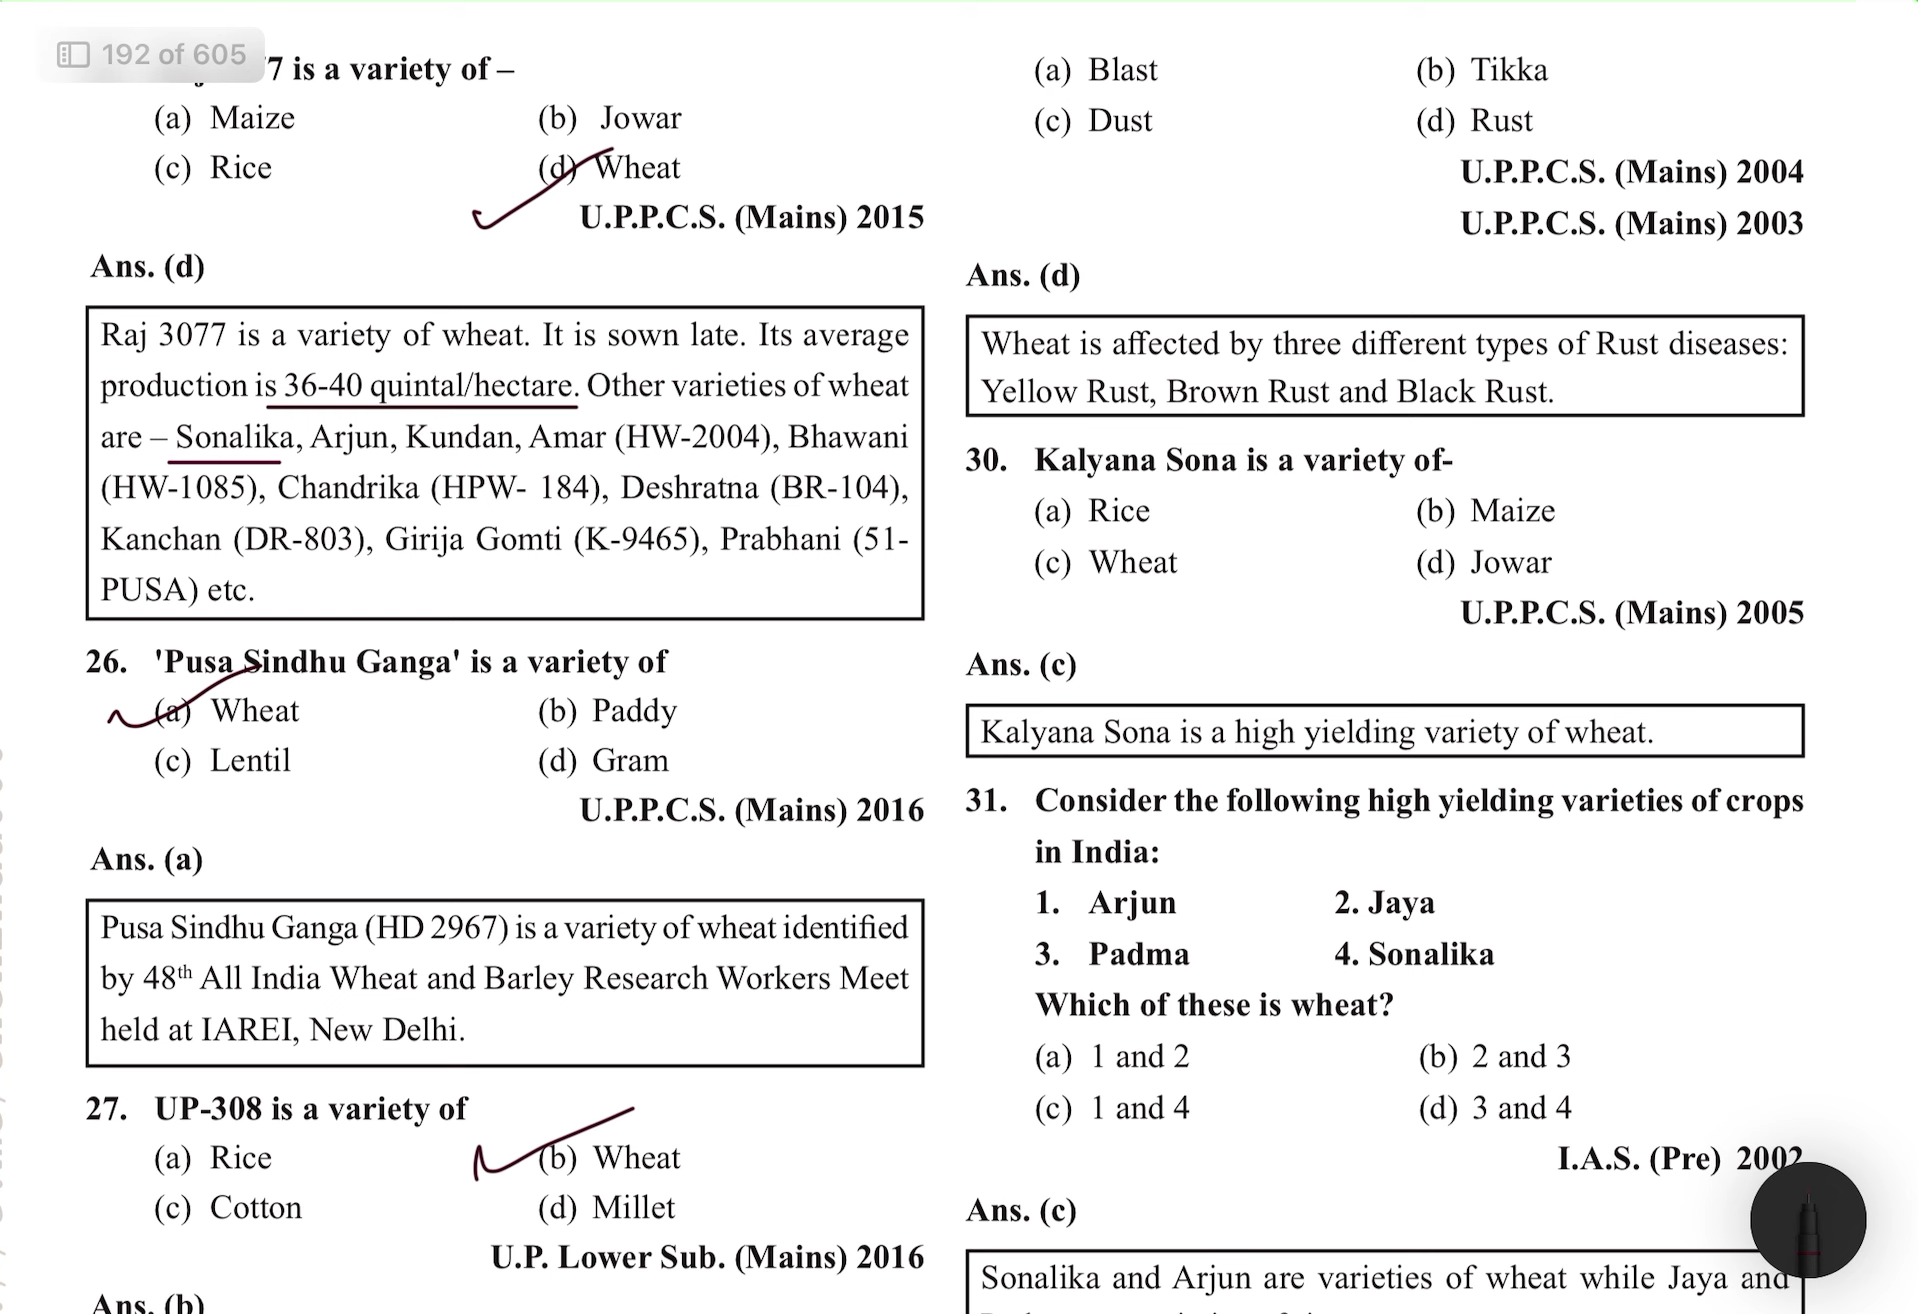 192 of 605
7 is a variety of –
(a) Maize (b) Jowar
(c) Rice (d) Wheat
U.P.P.C.S. (Mains) 2015
Ans. (d)
Raj 3077 is a variety of wheat. It is sown late. Its average
production is 36-40 quintal/hectare. Other varieties of wheat
are – Sonalika, Arjun, Kundan, Amar (HW-2004), Bhawani
(HW-1085), Chandrika (HPW- 184), Deshratna (BR-104),
Kanchan (DR-803), Girija Gomti (K-9465), Prabhani (51-
PUSA) etc.
26. 'Pusa Sindhu Ganga' is a variety of
(a) Wheat (b) Paddy
(c) Lentil (d) Gram
U.P.P.C.S. (Mains) 2016
Ans. (a)
Pusa Sindhu Ganga (HD 2967) is a variety of wheat identified
by 48th All India Wheat and Barley Research Workers Meet
held at IAREI, New Delhi.
27. UP-308 is a variety of
(a) Rice (b) Wheat
(c) Cotton (d) Millet
U.P. Lower Sub. (Mains) 2016
Ans. (b)
(a) Blast (b) Tikka
(c) Dust (d) Rust
U.P.P.C.S. (Mains) 2004
U.P.P.C.S. (Mains) 2003
Ans. (d)
Wheat is affected by three different types of Rust diseases:
Yellow Rust, Brown Rust and Black Rust.
30. Kalyana Sona is a variety of-
(a) Rice (b) Maize
(c) Wheat (d) Jowar
U.P.P.C.S. (Mains) 2005
Ans. (c)
Kalyana Sona is a high yielding variety of wheat.
31. Consider the following high yielding varieties of crops
in India:
1. Arjun 2. Jaya
3. Padma 4. Sonalika
Which of these is wheat?
(a) 1 and 2 (b) 2 and 3
(c) 1 and 4 (d) 3 and 4
I.A.S. (Pre) 2002
Ans. (c)
Sonalika and Arjun are varieties of wheat while Jaya and